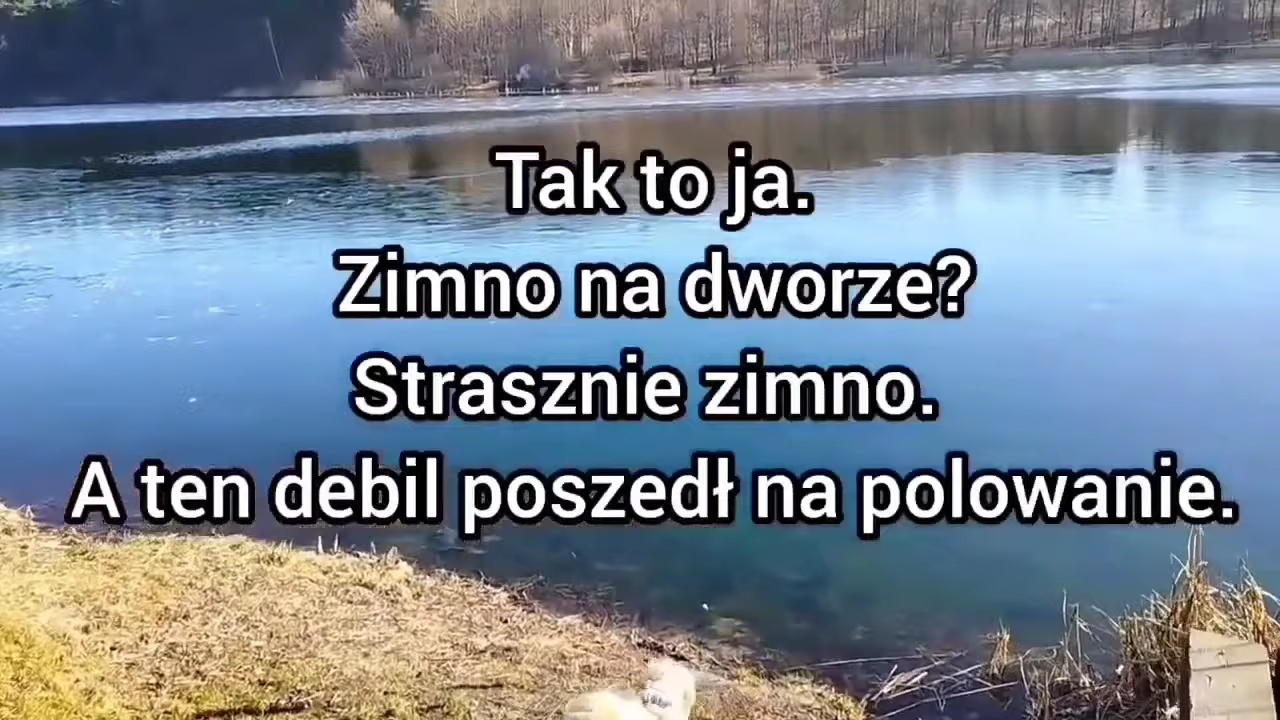 Tak to ja.
Zimno na dworze?
Strasznie zimno.
A ten debil poszedł na polowanie.